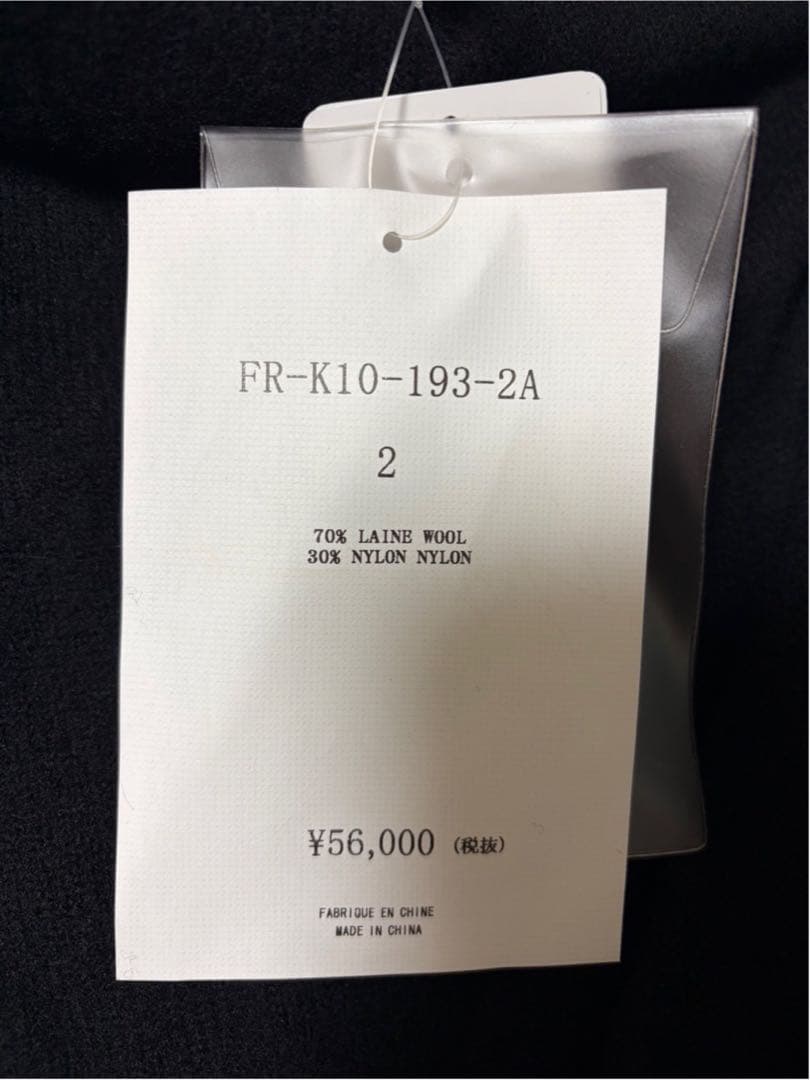 FR-K10-193-2A
2
70% LAINE WOOL
30% NYLON NYLON
¥56,000 (税抜)
FABRIQUE EN CHINE
MADE IN CHINA